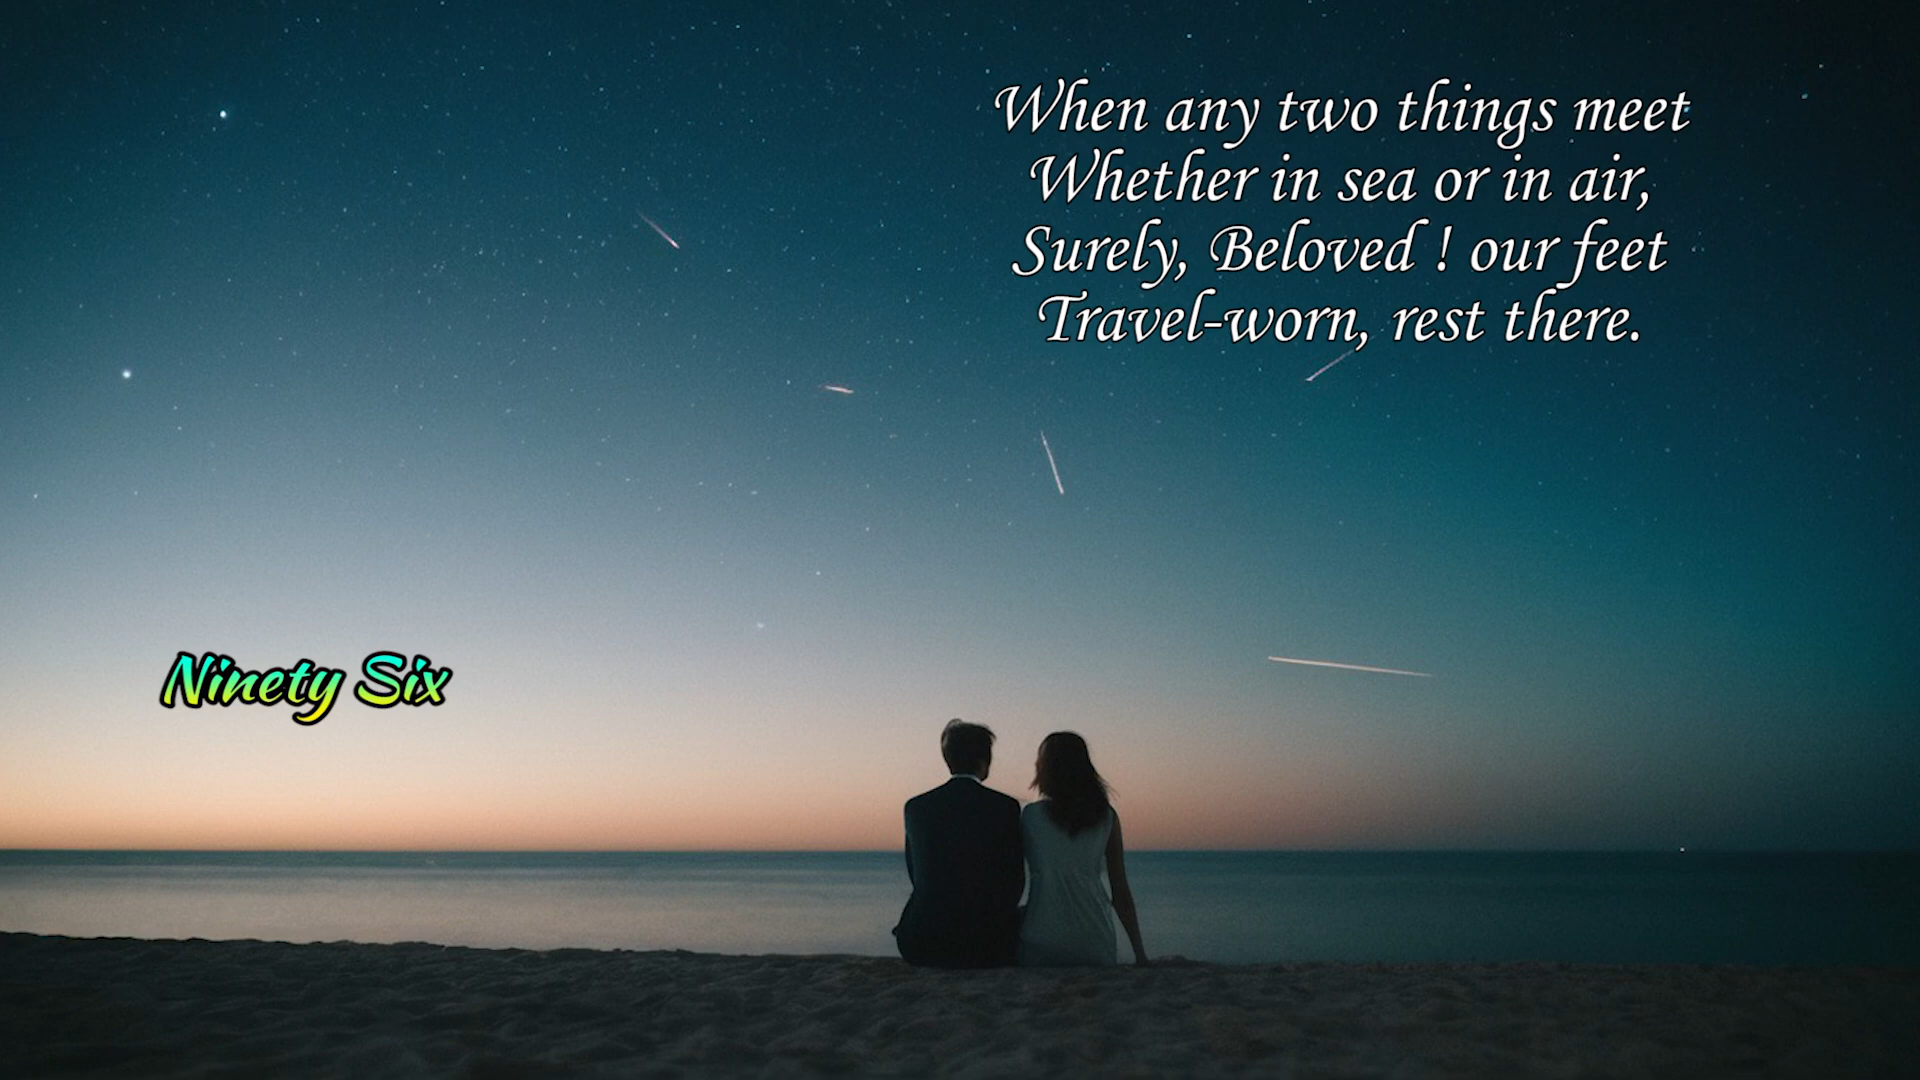 When any two things meet
Whether in sea or in air,
Surely, Beloved ! our feet
Travel-worn, rest there.
Ninety Six